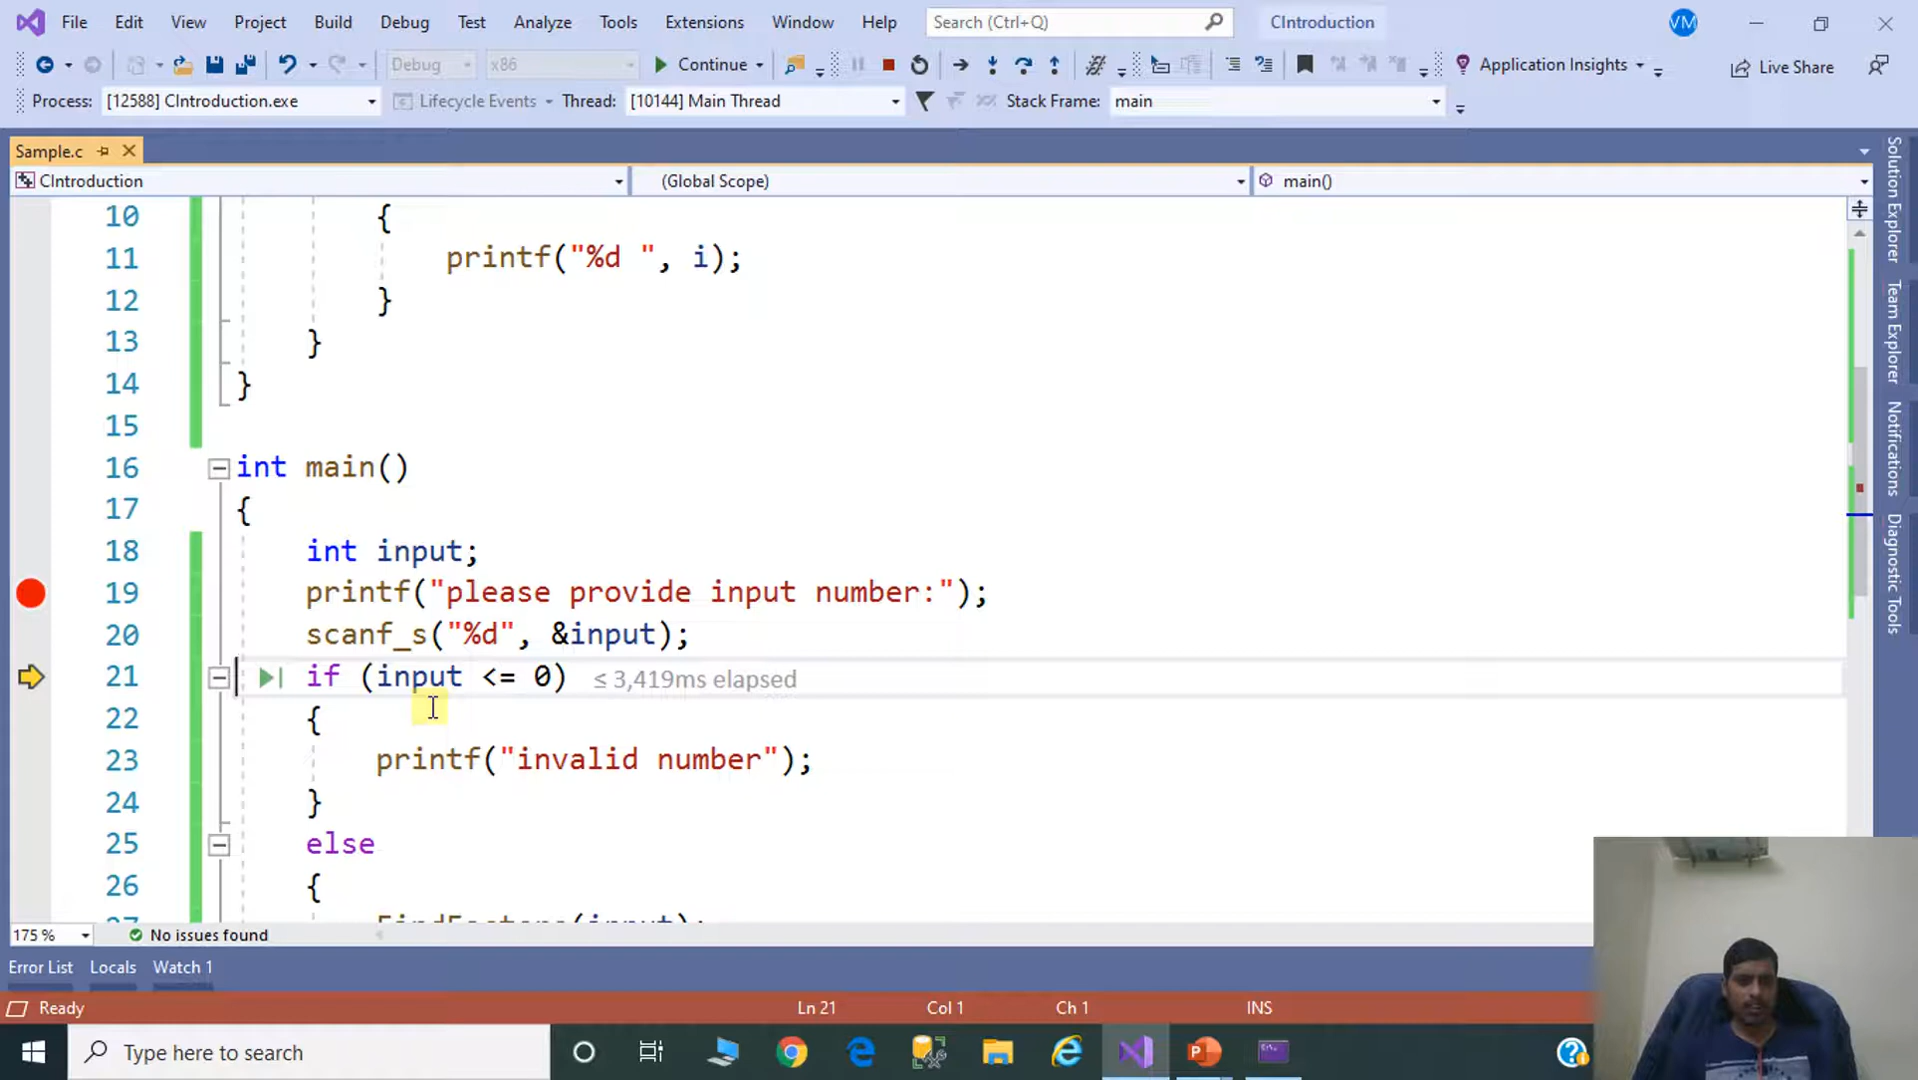 File Edit View Project Build Debug Test Analyze Tools Extensions Window Help Search (Ctrl+Q) CIntroduction VM
Debug x86 Continue Application Insights Live Share
Process: [12588] CIntroduction.exe Lifecycle Events Thread: [10144] Main Thread Stack Frame: main
Sample.c
CIntroduction (Global Scope) main()
10 {
11 printf("%d ", i);
12 }
13 }
14 }
15
16 int main()
17 {
18 int input;
19 printf("please provide input number:");
20 scanf_s("%d", &input);
21 if (input <= 0) ≤ 3,419ms elapsed
22 {
23 printf("invalid number");
24 }
25 else
26 {
27 FindFactors(input);
175 % No issues found
Error List Locals Watch 1
Ready Ln 21 Col 1 Ch 1 INS
Type here to search
Solution Explorer
Team Explorer
Notifications
Diagnostic Tools